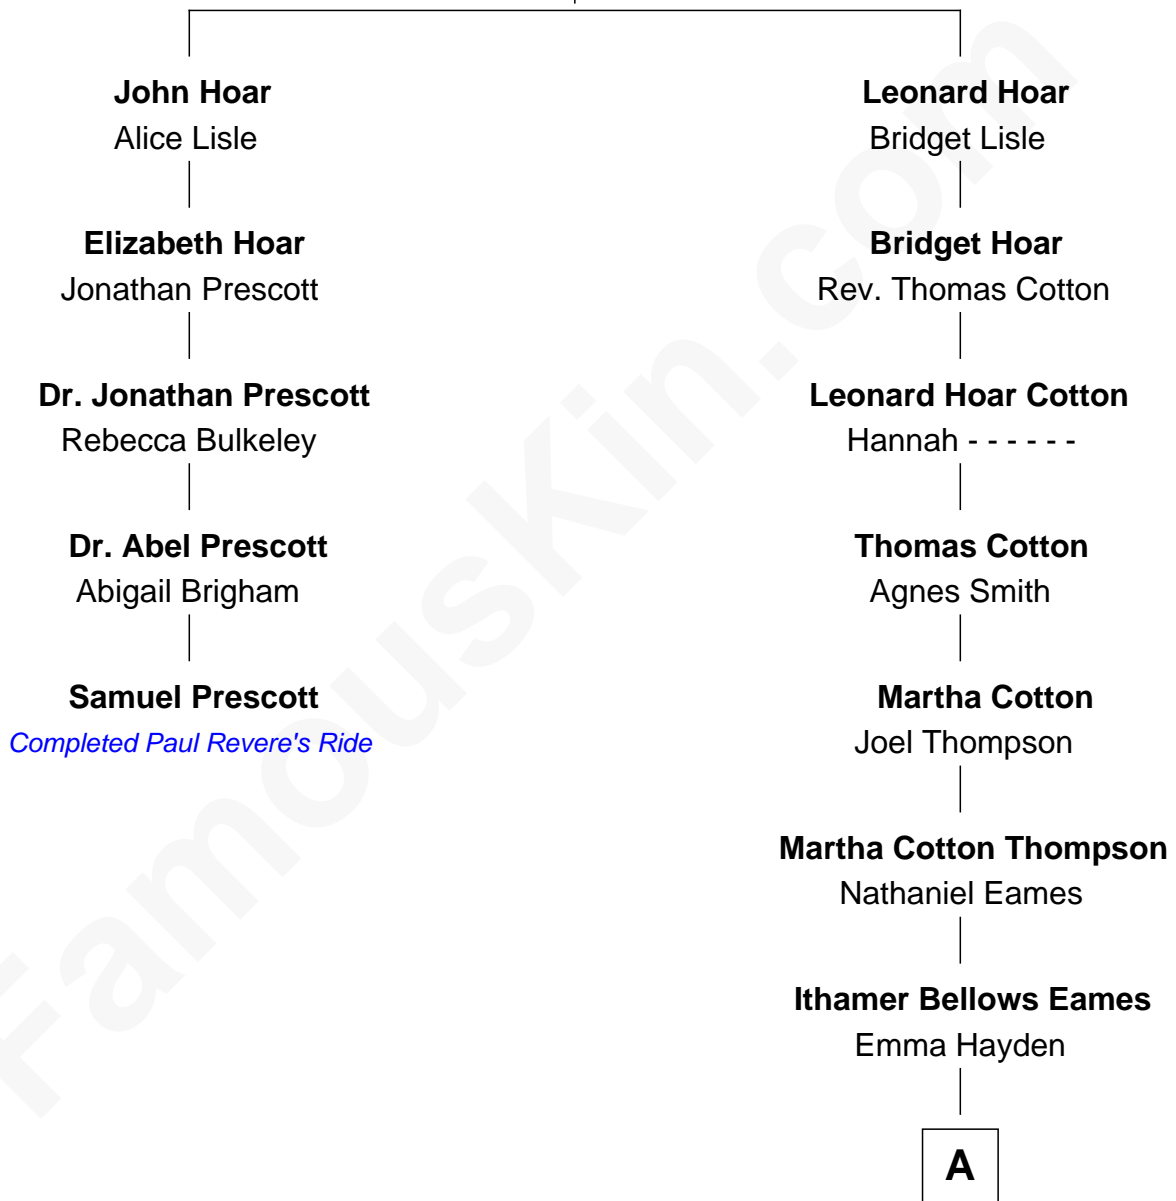 John Hoar
Alice Lisle
Elizabeth Hoar
Jonathan Prescott
Dr. Jonathan Prescott
Rebecca Bulkeley
Dr. Abel Prescott
Abigail Brigham
Samuel Prescott
Completed Paul Revere's Ride
Leonard Hoar
Bridget Lisle
Bridget Hoar
Rev. Thomas Cotton
Leonard Hoar Cotton
Hannah - - - - - -
Thomas Cotton
Agnes Smith
Martha Cotton
Joel Thompson
Martha Cotton Thompson
Nathaniel Eames
Ithamer Bellows Eames
Emma Hayden
A
FamousKin.com